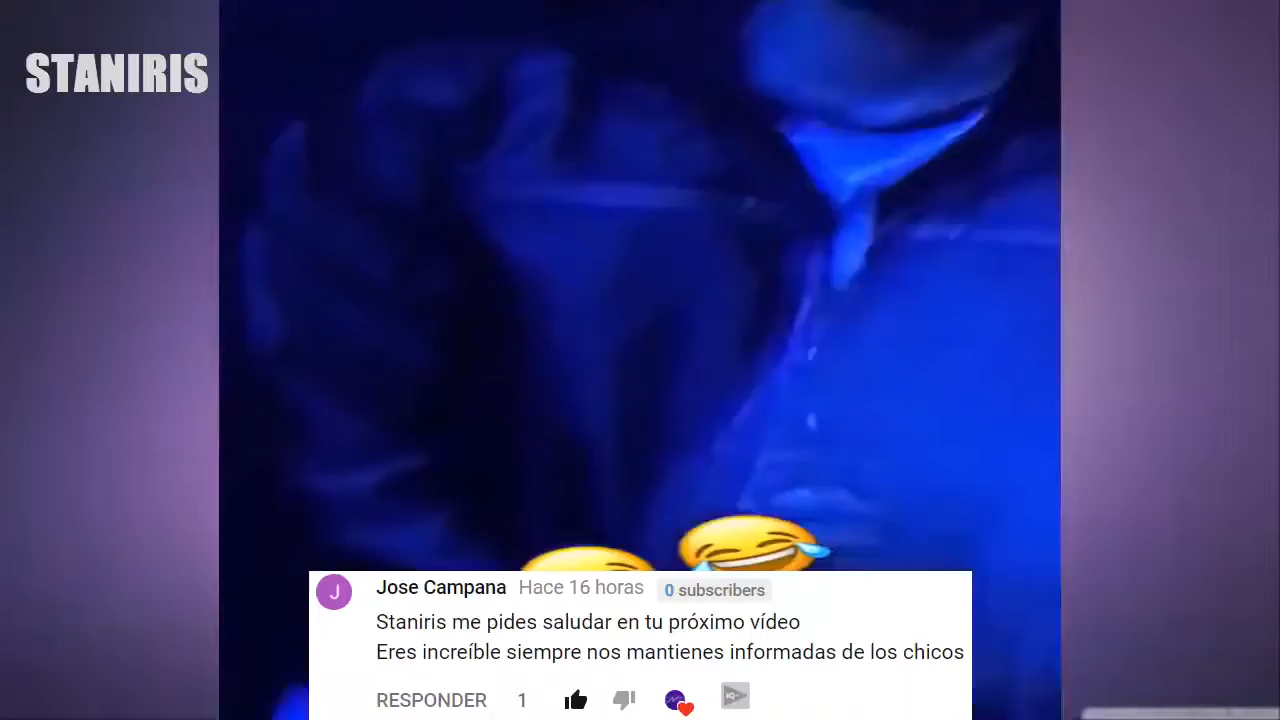 STANIRIS
Jose Campana Hace 16 horas 0 subscribers
Staniris me pides saludar en tu próximo vídeo
Eres increíble siempre nos mantienes informadas de los chicos
RESPONDER 1